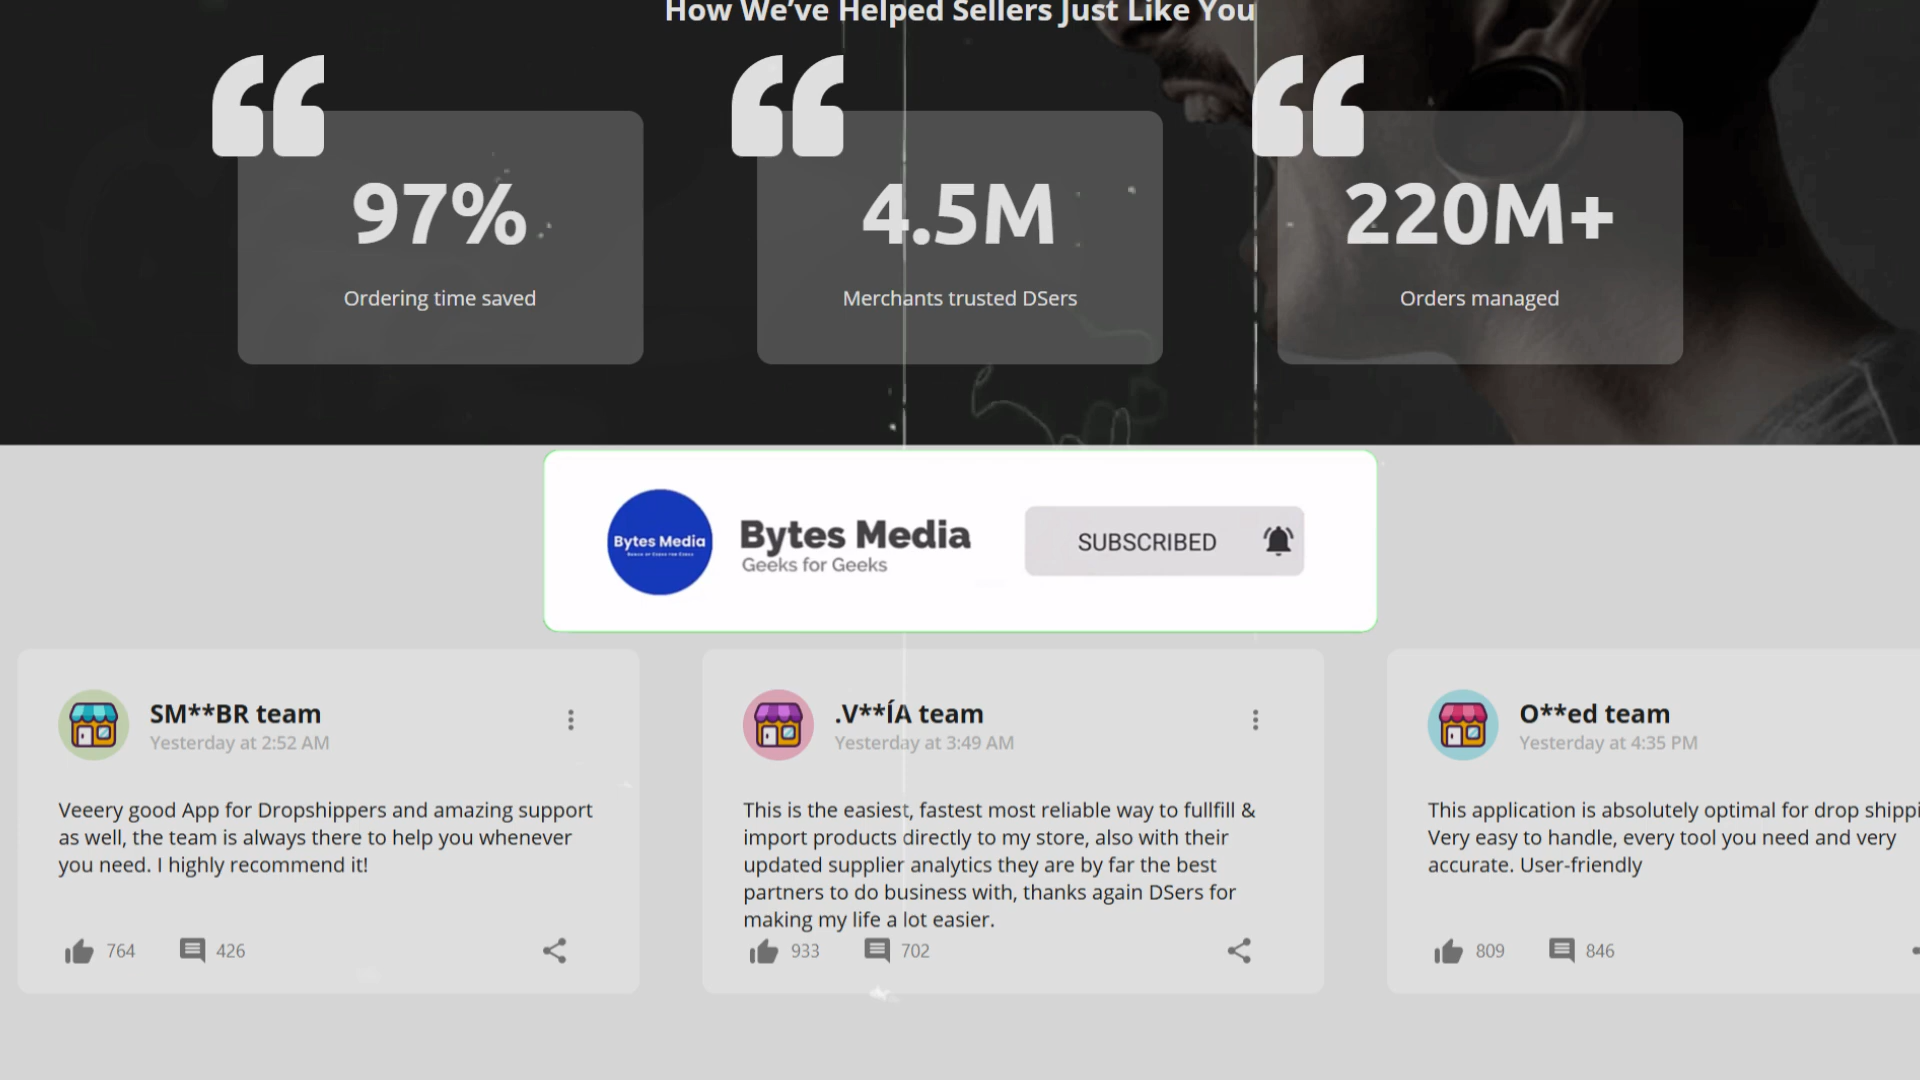 How We've Helped Sellers Just Like You
97%
Ordering time saved
4.5M
Merchants trusted DSers
220M+
Orders managed
Bytes Media
Bytes Media
Geeks for Geeks
SUBSCRIBED
SM**BR team
Yesterday at 2:52 AM
Veeery good App for Dropshippers and amazing support
as well, the team is always there to help you whenever
you need. I highly recommend it!
764
426
.V**ÍA team
Yesterday at 3:49 AM
This is the easiest, fastest most reliable way to fullfill &
import products directly to my store, also with their
updated supplier analytics they are by far the best
partners to do business with, thanks again DSers for
making my life a lot easier.
933
702
O**ed team
Yesterday at 4:35 PM
This application is absolutely optimal for drop shippi
Very easy to handle, every tool you need and very
accurate. User-friendly
809
846